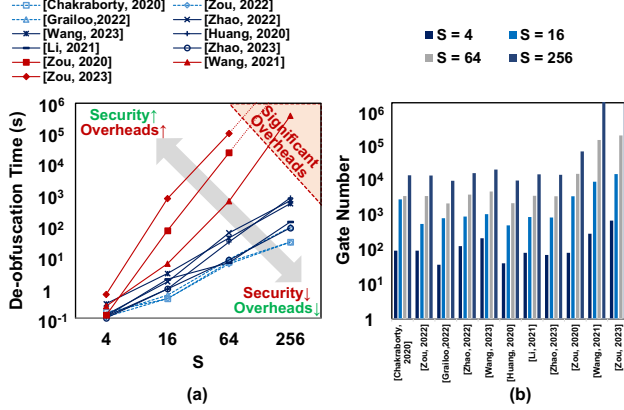 [Chakraborty, 2020] [Zou, 2022]
[Grailoo,2022] [Zhao, 2022]
[Wang, 2023] [Huang, 2020]
[Li, 2021] [Zhao, 2023]
[Zou, 2020] [Wang, 2021]
[Zou, 2023]
De-obfuscation Time (s)
10^6
10^5
10^4
10^3
10^2
10^1
1
10^-1
Security↑
Overheads↑
Significant
Overheads
Security↓
Overheads↓
4 16 64 256
S
(a)
S = 4 S = 16
S = 64 S = 256
Gate Number
10^6
10^5
10^4
10^3
10^2
10^1
1
[Chakraborty,
2020]
[Zou, 2022]
[Grailoo,2022]
[Zhao, 2022]
[Wang, 2023]
[Huang, 2020]
[Li, 2021]
[Zhao, 2023]
[Zou, 2020]
[Wang, 2021]
[Zou, 2023]
(b)